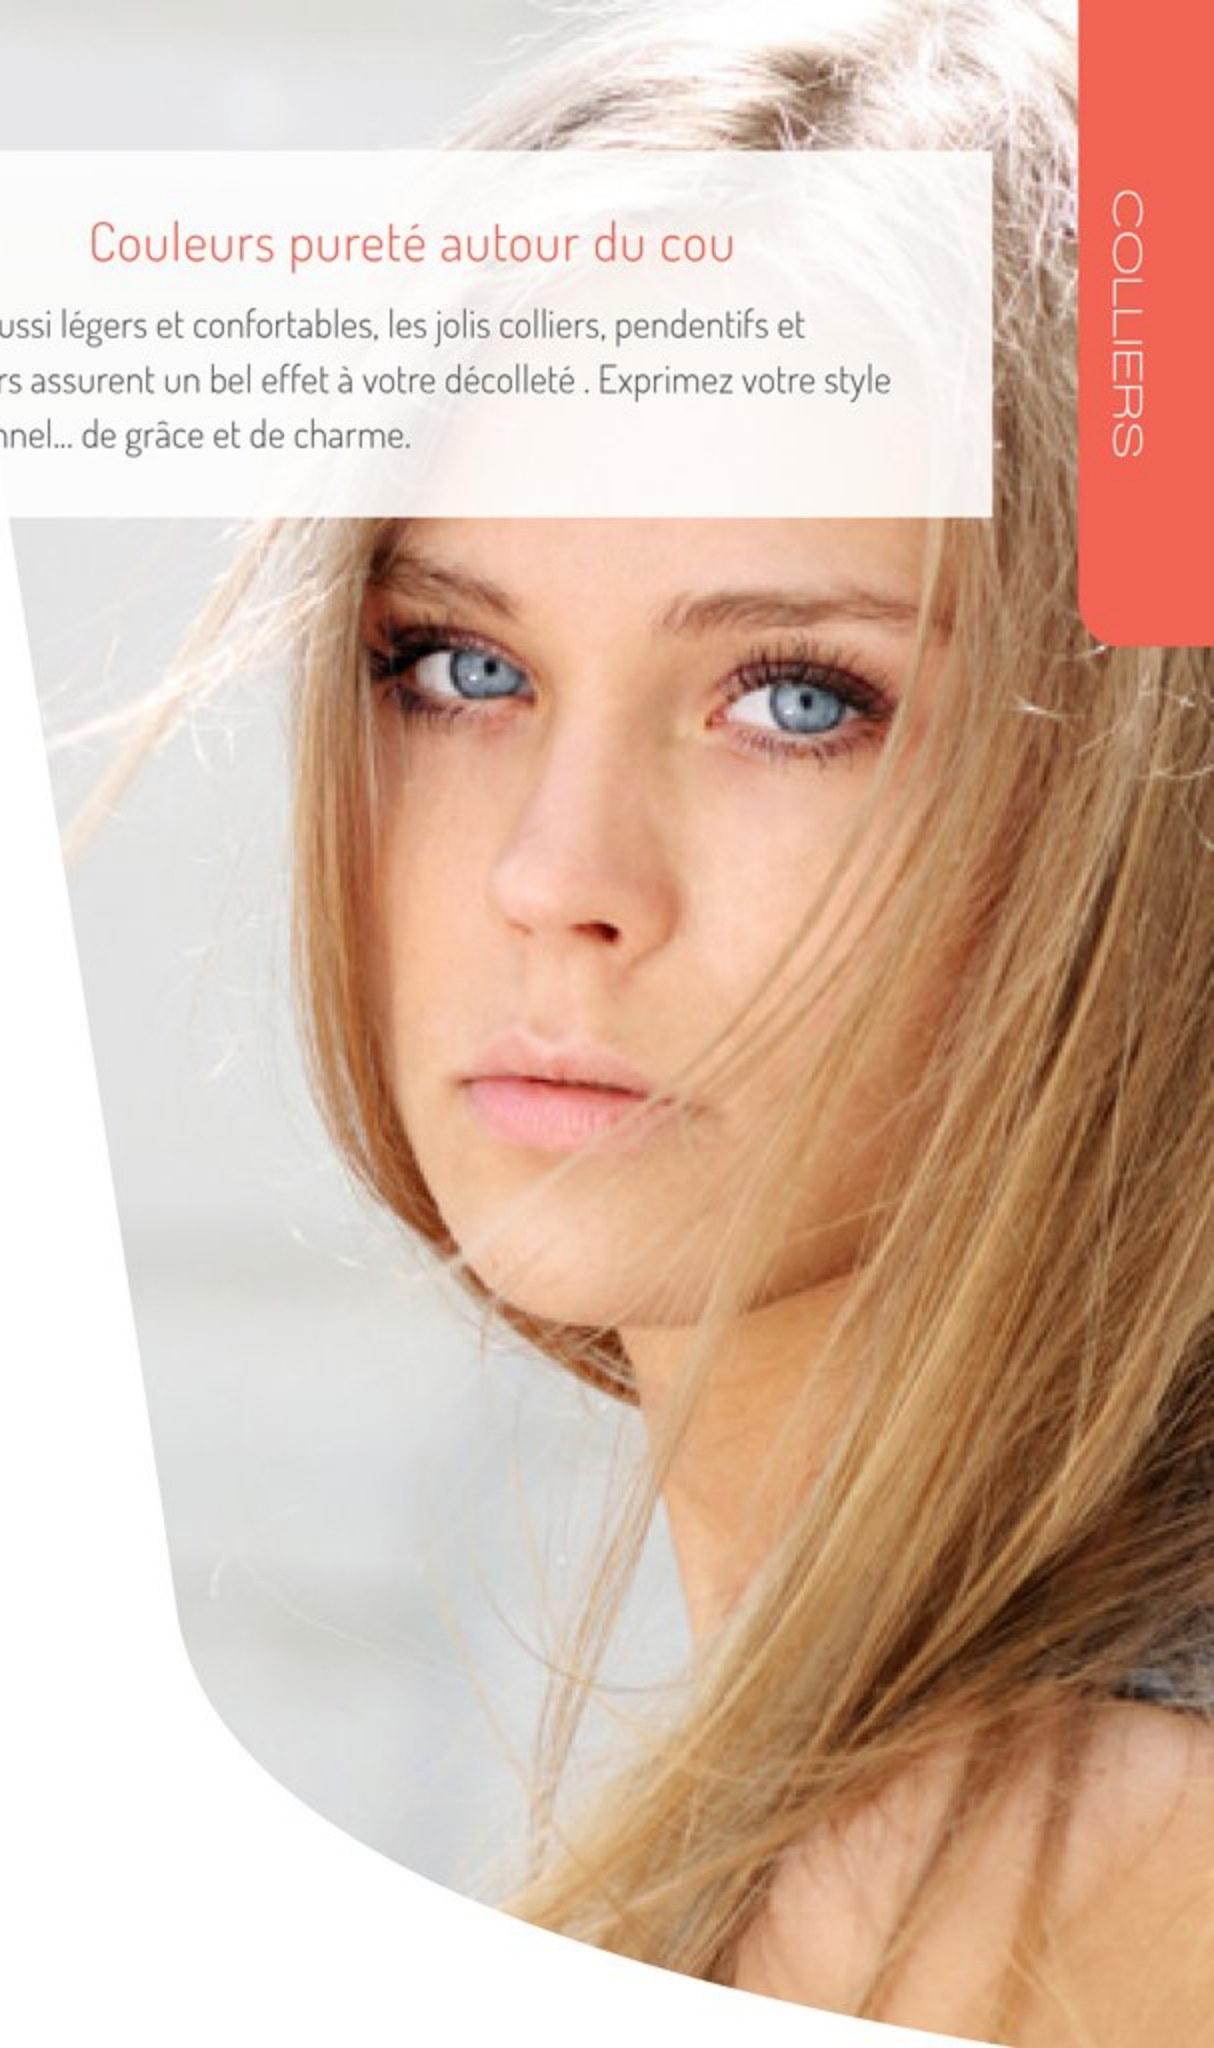 Couleurs pureté autour du cou
ussi légers et confortables, les jolis colliers, pendentifs et
rs assurent un bel effet à votre décolleté . Exprimez votre style
nnel... de grâce et de charme.
COLLIERS